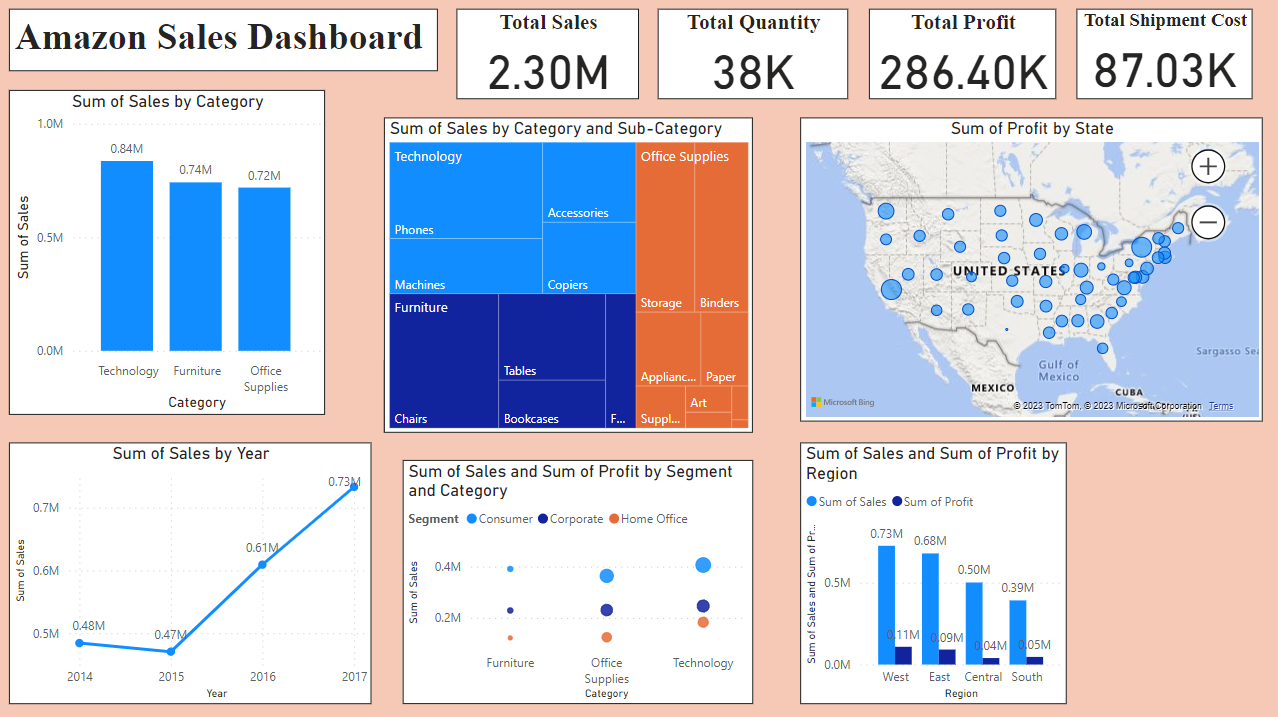 Amazon Sales Dashboard
Total Sales
2.30M
Total Quantity
38K
Total Profit
286.40K
Total Shipment Cost
87.03K
Sum of Sales by Category
Sum of Sales
1.0M
0.5M
0.0M
0.84M
0.74M
0.72M
Technology
Furniture
Office
Supplies
Category
Sum of Sales by Category and Sub-Category
Technology
Phones
Machines
Accessories
Copiers
Furniture
Chairs
Tables
Bookcases
F...
Office Supplies
Storage
Binders
Applianc...
Paper
Suppl...
Art
Sum of Profit by State
UNITED STATES
MEXICO
Gulf of
Mexico
CUBA
Sargasso Sea
Microsoft Bing
© 2023 TomTom, © 2023 Microsoft Corporation Terms
Sum of Sales by Year
Sum of Sales
0.7M
0.6M
0.5M
0.48M
0.47M
0.61M
0.73M
2014
2015
2016
2017
Year
Sum of Sales and Sum of Profit by Segment
and Category
Segment Consumer Corporate Home Office
Sum of Sales
0.4M
0.2M
Furniture
Office
Supplies
Technology
Category
Sum of Sales and Sum of Profit by
Region
Sum of Sales Sum of Profit
Sum of Sales and Sum of Pr...
0.5M
0.0M
0.73M
0.11M
0.68M
0.09M
0.50M
0.04M
0.39M
0.05M
West
East
Central
South
Region